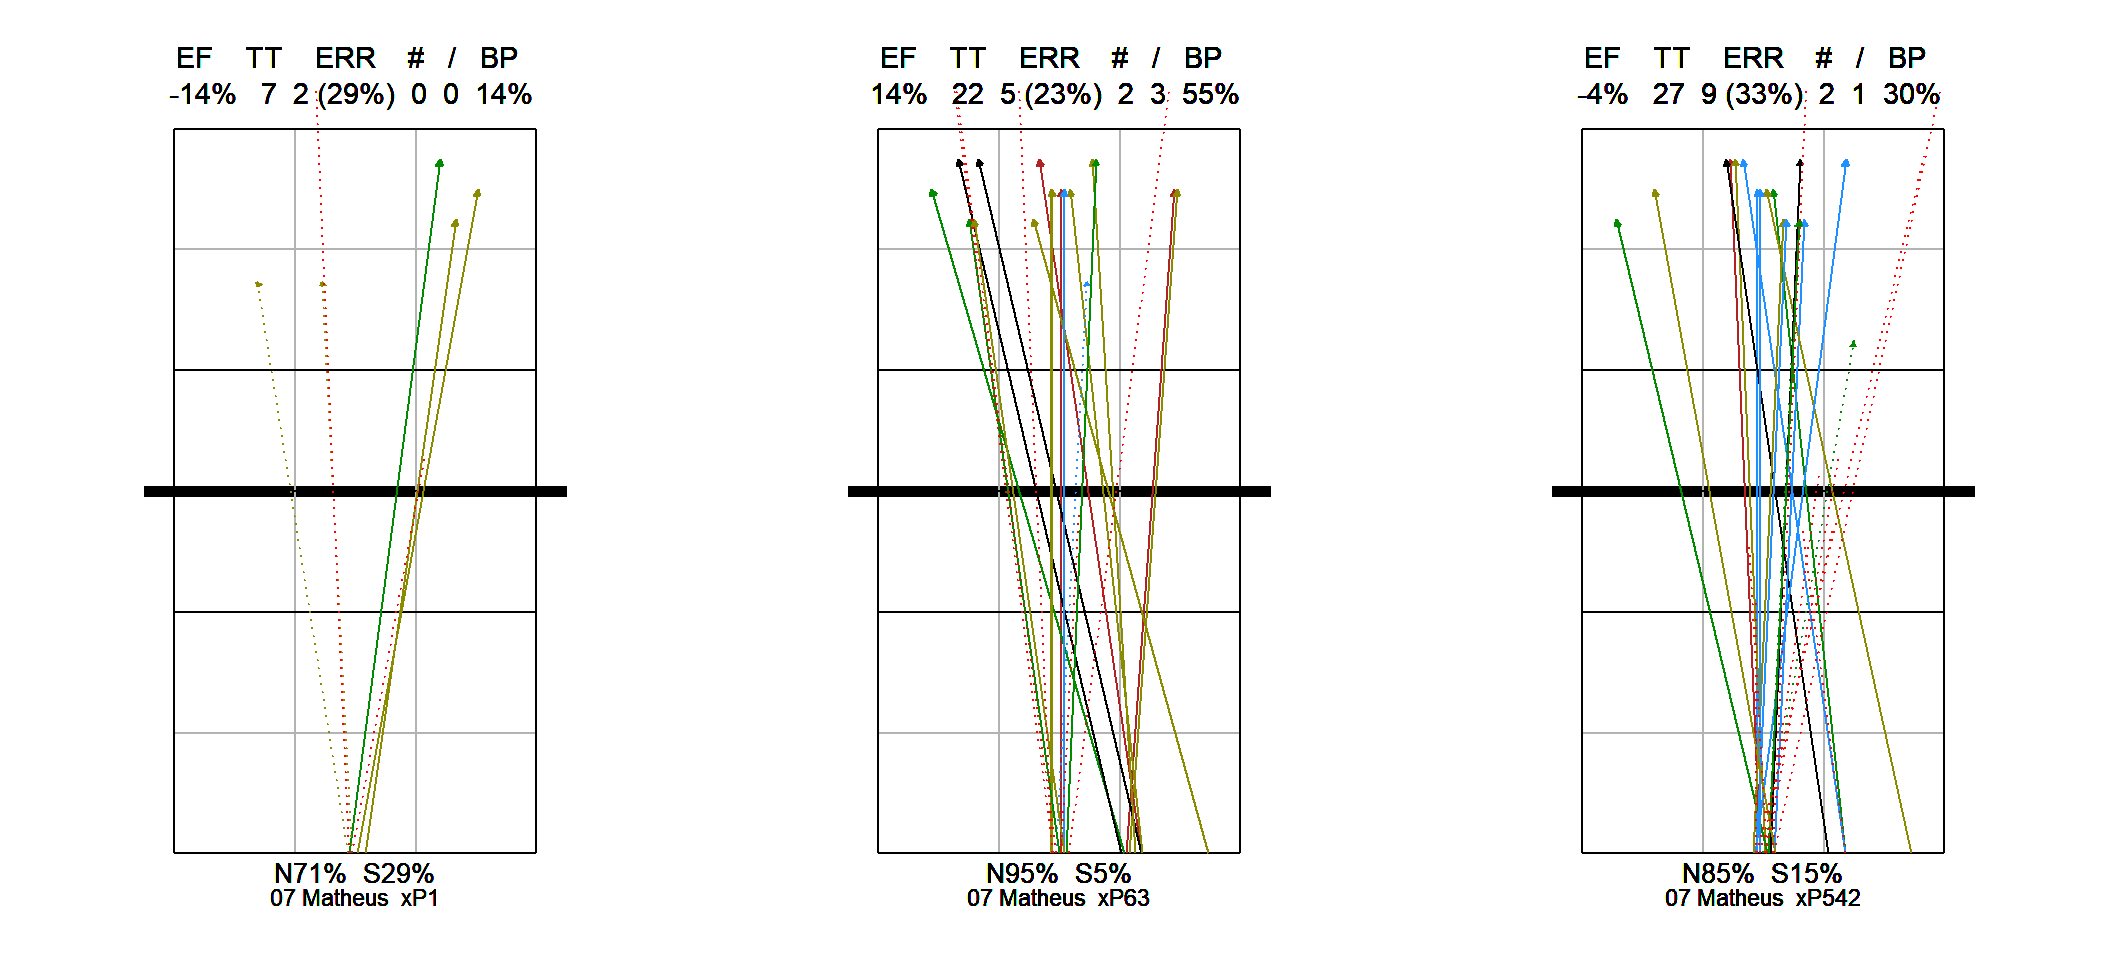 EF TT ERR # / BP
-14% 7 2 (29%) 0 0 14%
N71% S29%
07 Matheus xP1
EF TT ERR # / BP
14% 22 5 (23%) 2 3 55%
N95% S5%
07 Matheus xP63
EF TT ERR # / BP
-4% 27 9 (33%) 2 1 30%
N85% S15%
07 Matheus xP542